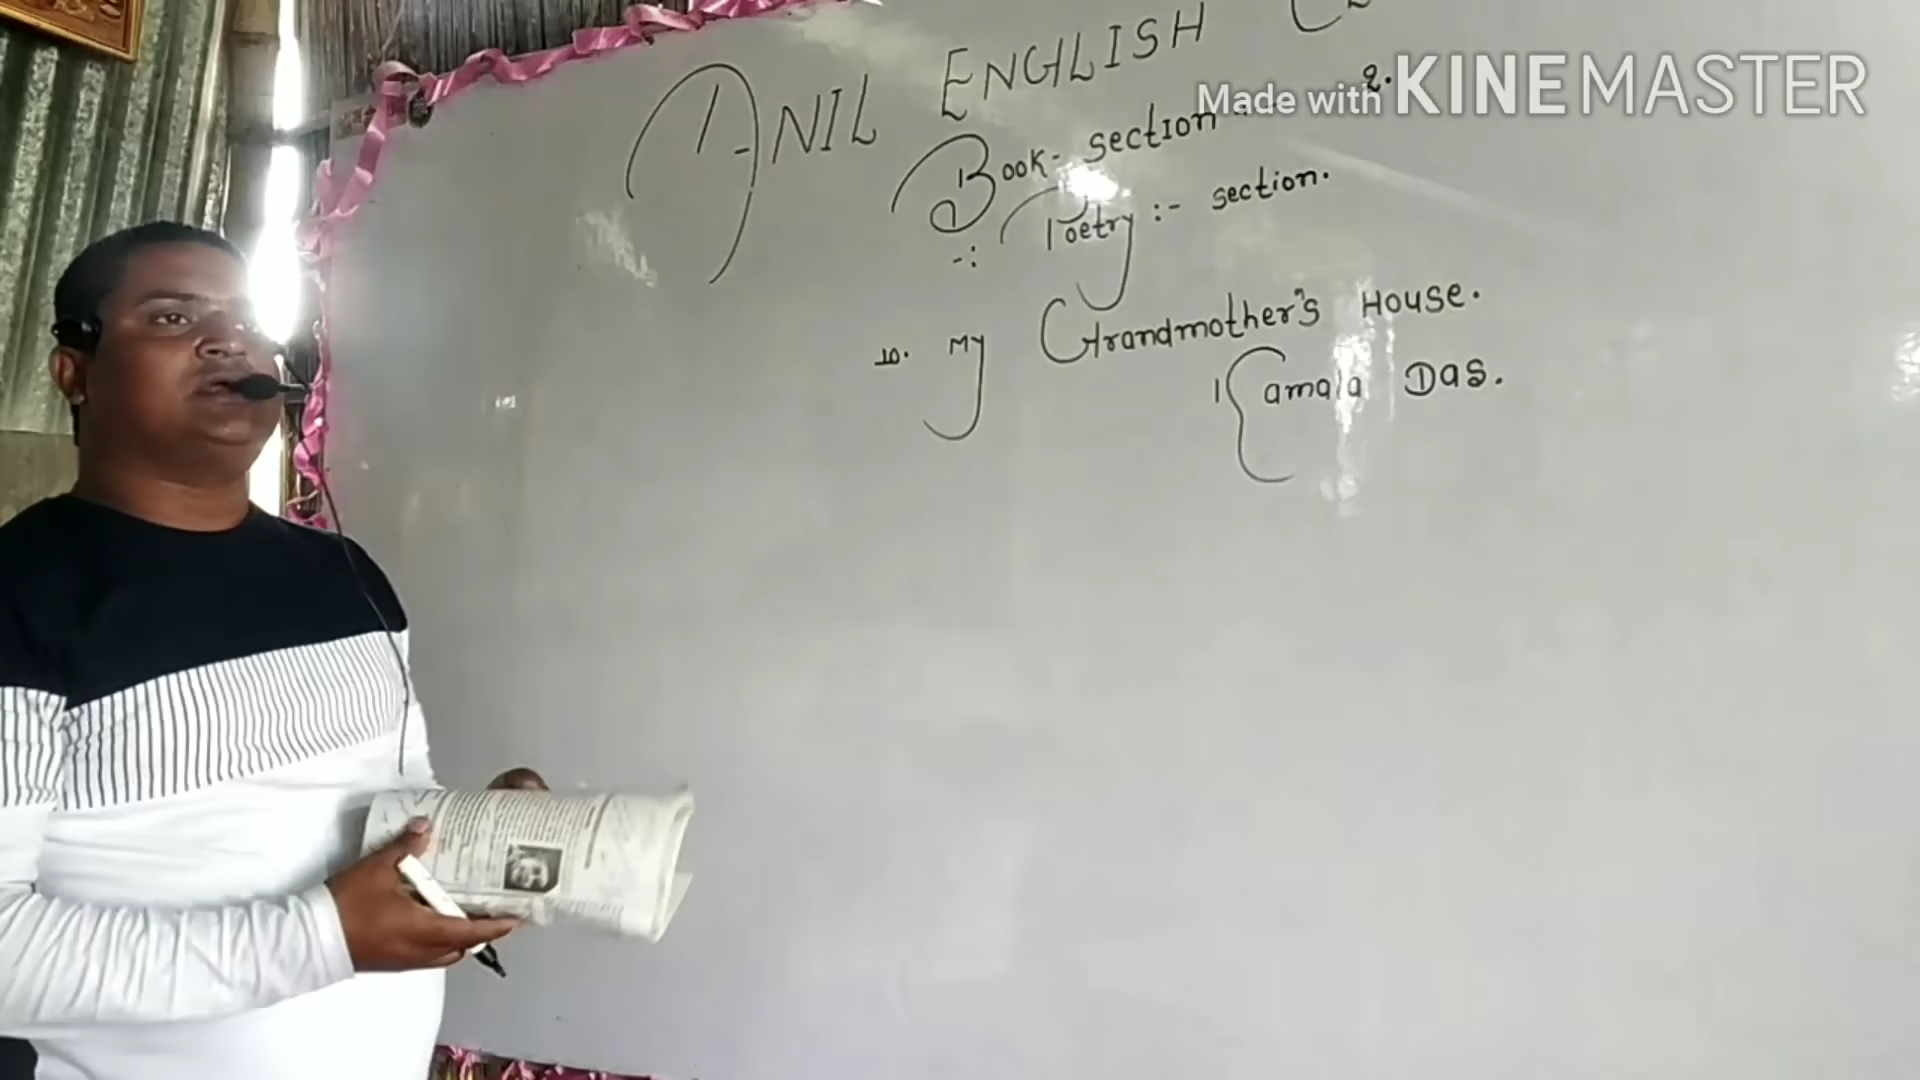 ANIL ENGLISH
Made with KINEMASTER
Book - section - 2.
-: Poetry :- section.
10. My Grandmother's House.
Kamala Das.